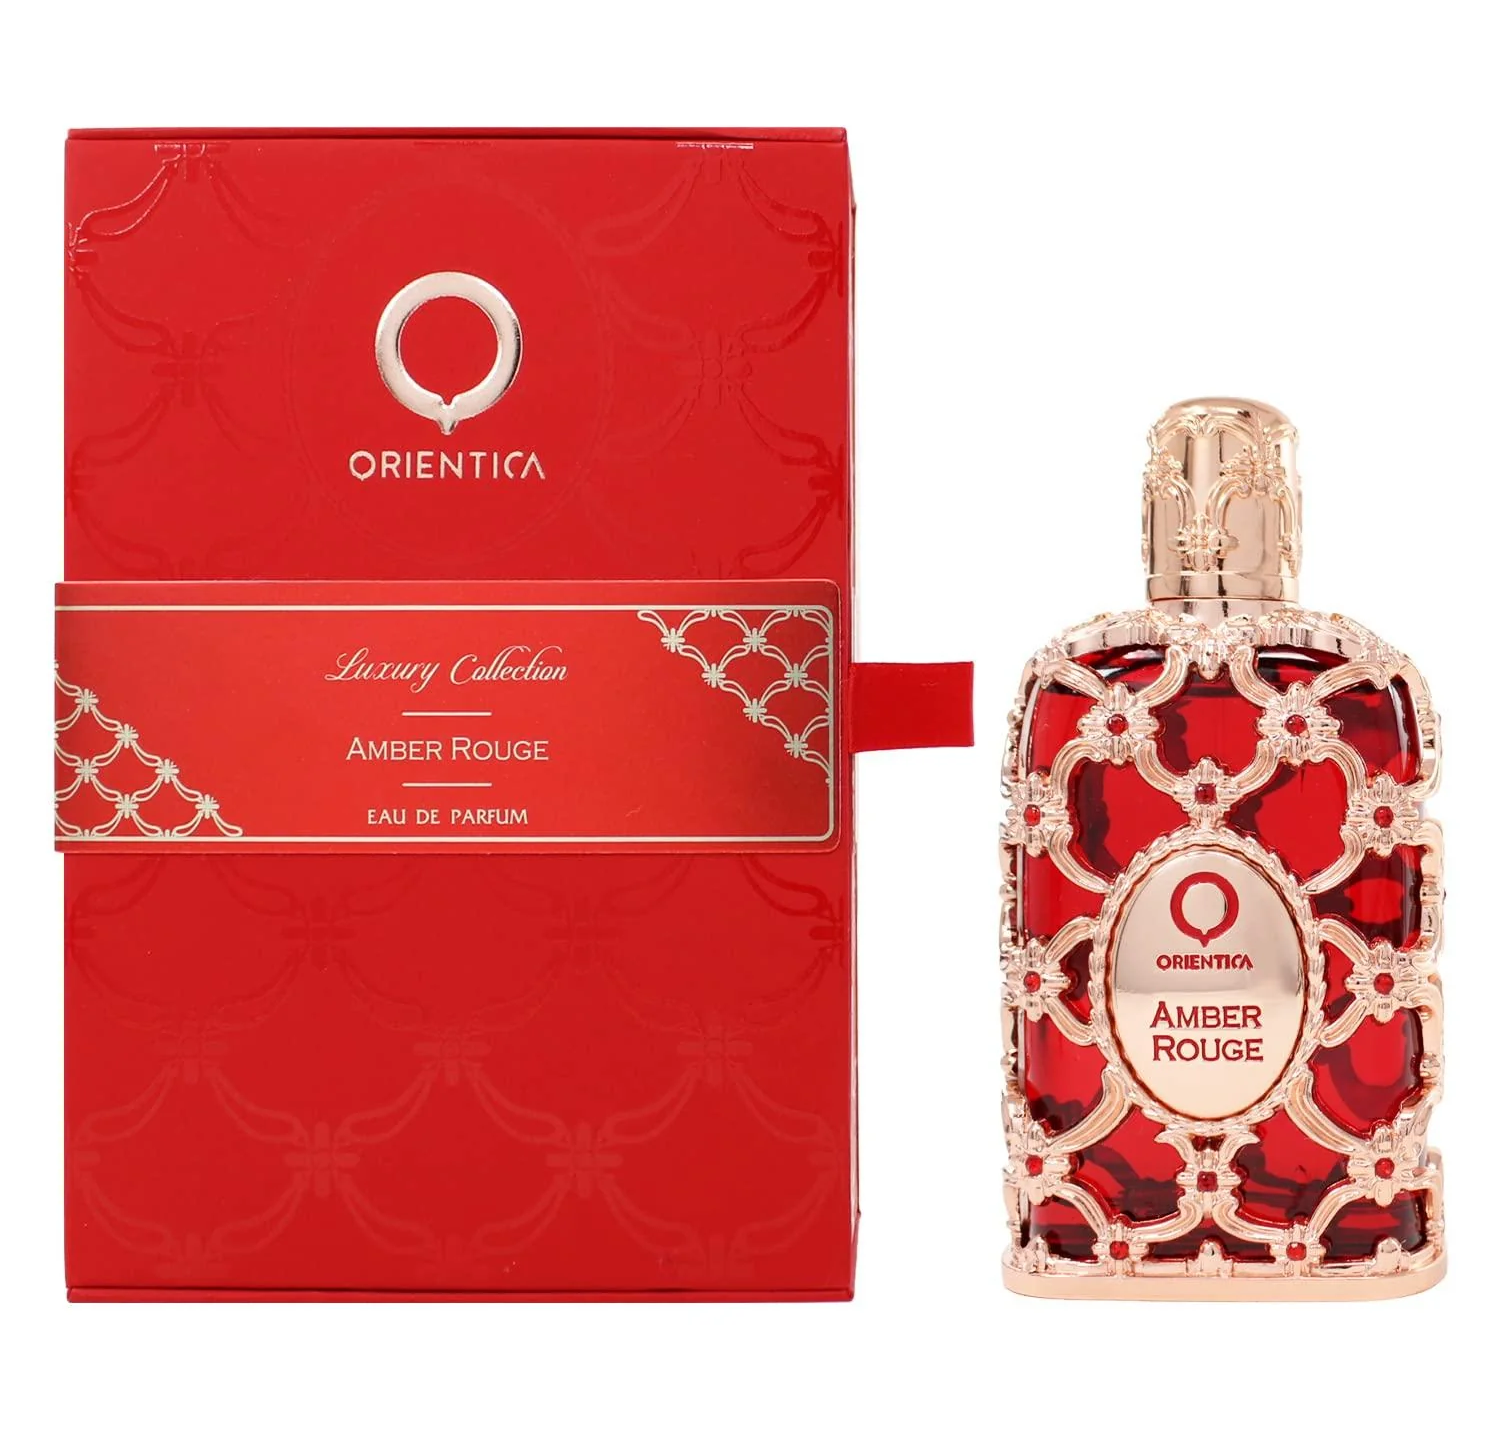 ORIENTICA
Luxury Collection
AMBER ROUGE
EAU DE PARFUM
ORIENTICA
AMBER
ROUGE